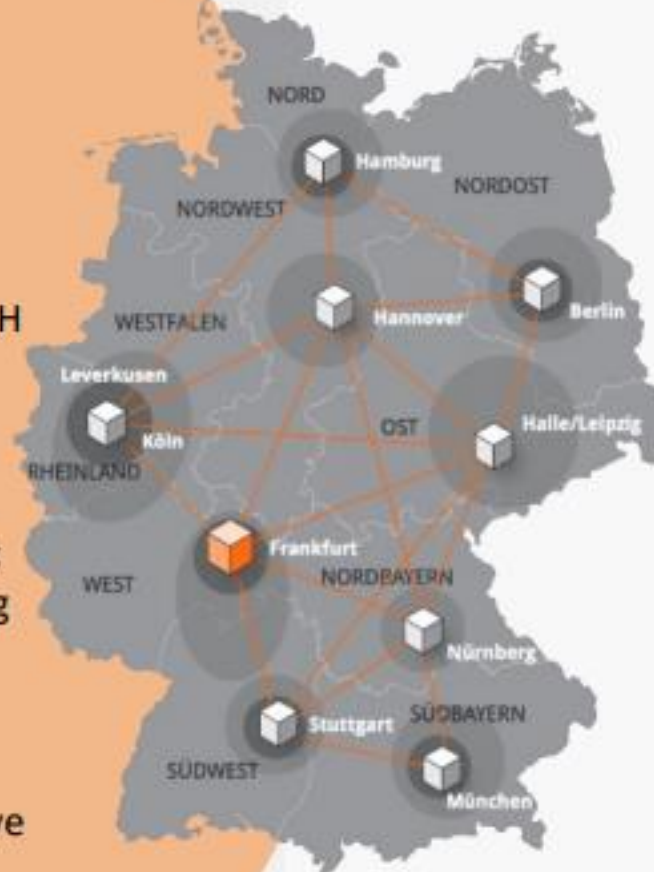 NORD
Hamburg
NORDOST
NORDWEST
Berlin
Hannover
H
WESTFALEN
Leverkusen
Halle/Leipzig
OST
Köln
RHEINLAND
Frankfurt
NORDBAYERN
WEST
g
Nürnberg
SÜDBAYERN
Stuttgart
SÜDWEST
München
ve